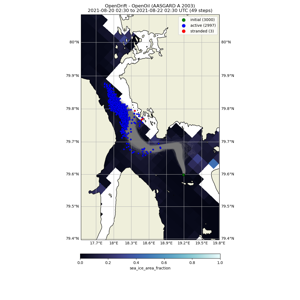 OpenDrift - OpenOil (AASGARD A 2003)
2021-08-20 02:30 to 2021-08-22 02:30 UTC (49 steps)
initial (3000)
active (2997)
stranded (3)
80°N
80°N
79.9°N
79.9°N
79.8°N
79.8°N
79.7°N
79.7°N
79.6°N
79.6°N
79.5°N
79.5°N
79.4°N
79.4°N
17.7°E
18°E
18.3°E
18.6°E
18.9°E
19.2°E
19.5°E
19.8°E
0.0
0.2
0.4
0.6
0.8
1.0
sea_ice_area_fraction